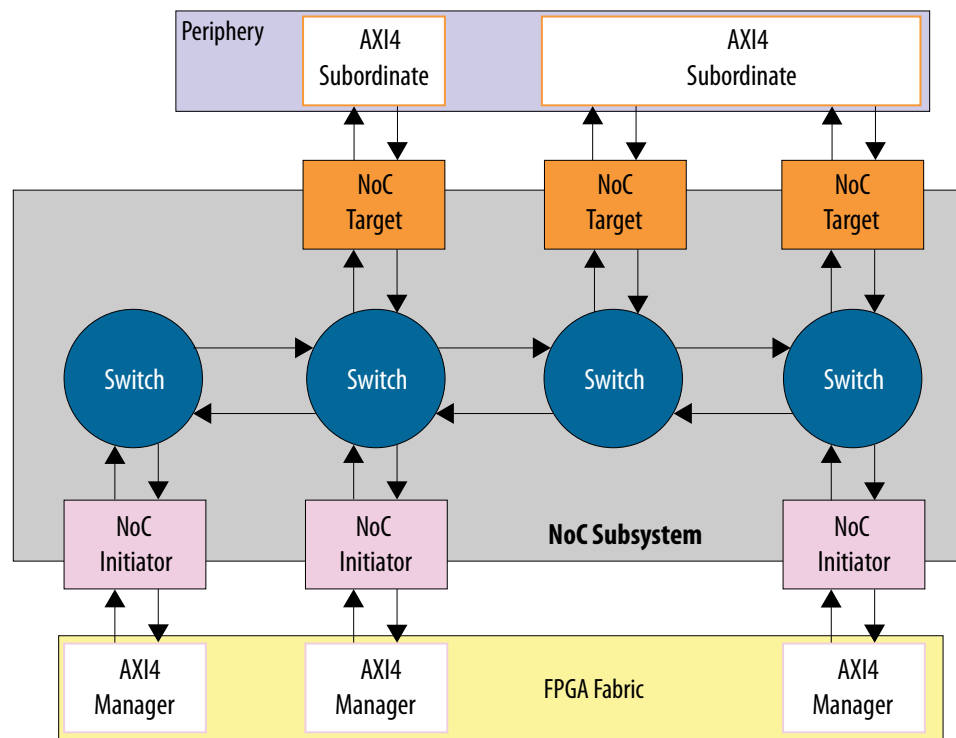 Periphery
AXI4
Subordinate
AXI4
Subordinate
NoC
Target
NoC
Target
NoC
Target
Switch
Switch
Switch
Switch
NoC
Initiator
NoC
Initiator
NoC Subsystem
NoC
Initiator
AXI4
Manager
AXI4
Manager
FPGA Fabric
AXI4
Manager